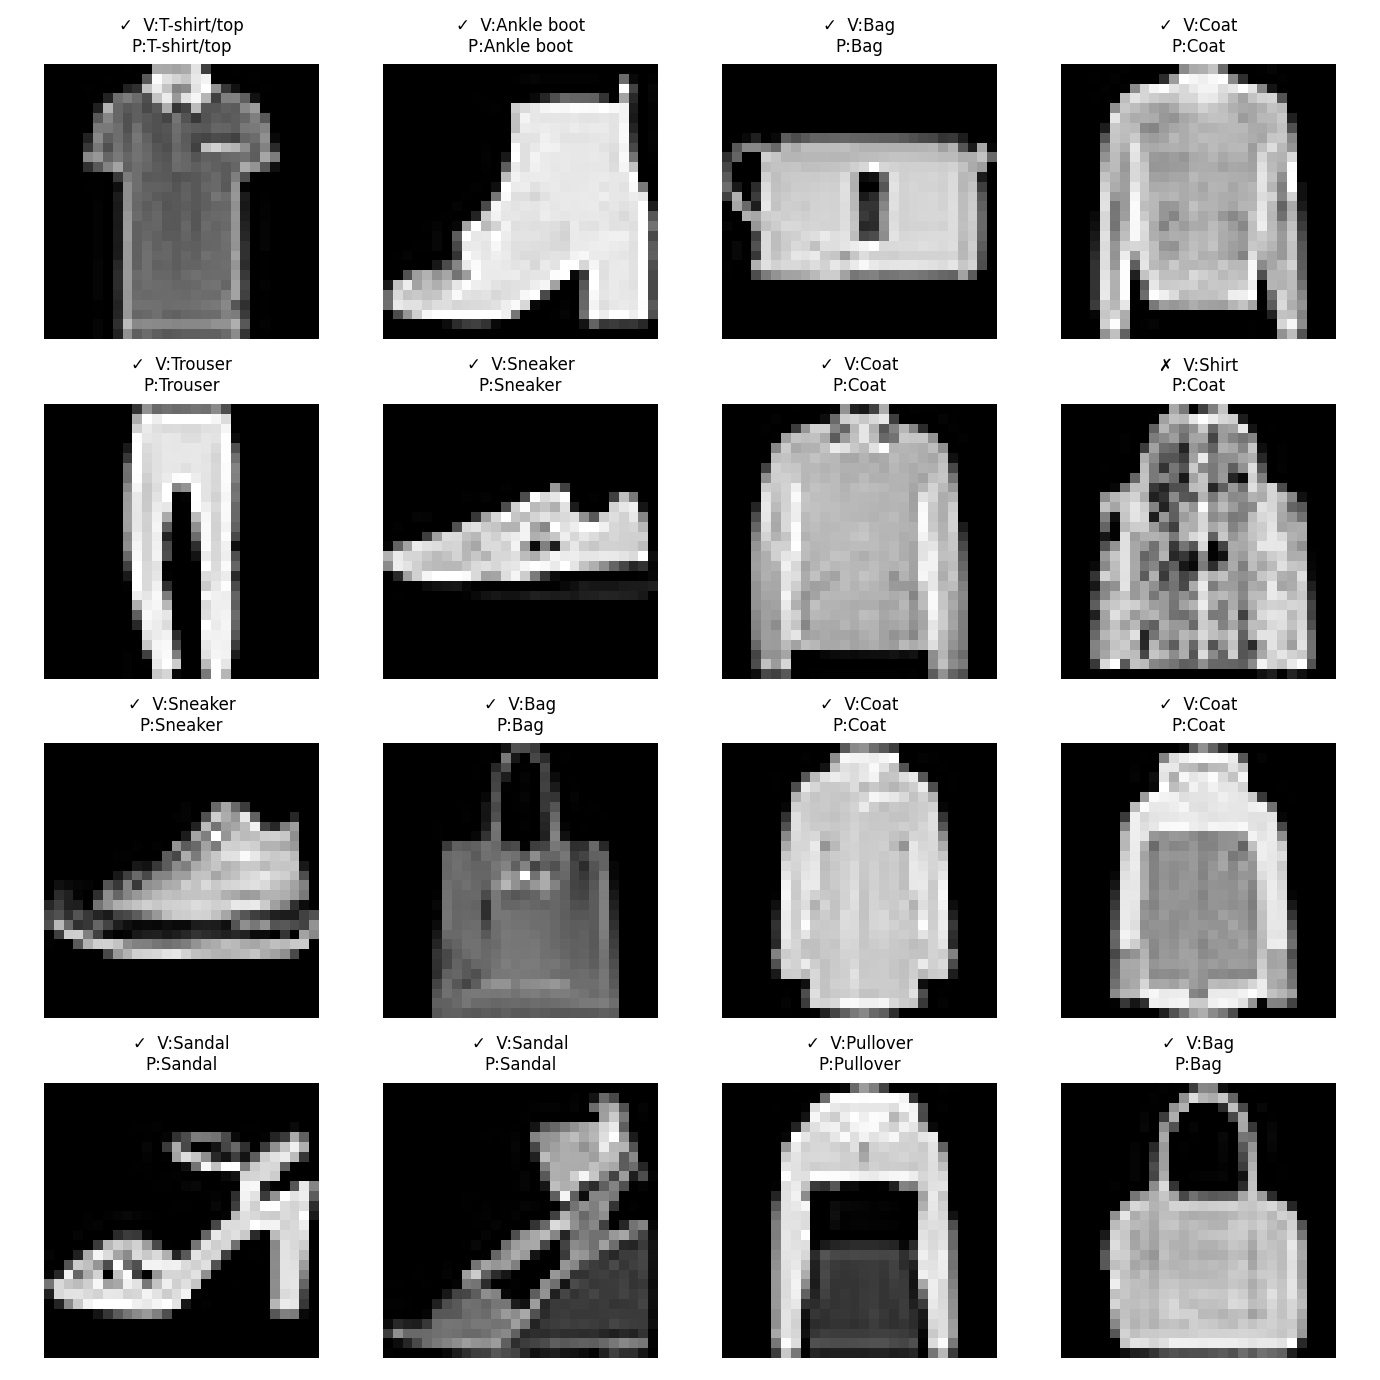 ✓ V:T-shirt/top
P:T-shirt/top
✓ V:Ankle boot
P:Ankle boot
✓ V:Bag
P:Bag
✓ V:Coat
P:Coat
✓ V:Trouser
P:Trouser
✓ V:Sneaker
P:Sneaker
✓ V:Coat
P:Coat
✗ V:Shirt
P:Coat
✓ V:Sneaker
P:Sneaker
✓ V:Bag
P:Bag
✓ V:Coat
P:Coat
✓ V:Coat
P:Coat
✓ V:Sandal
P:Sandal
✓ V:Sandal
P:Sandal
✓ V:Pullover
P:Pullover
✓ V:Bag
P:Bag